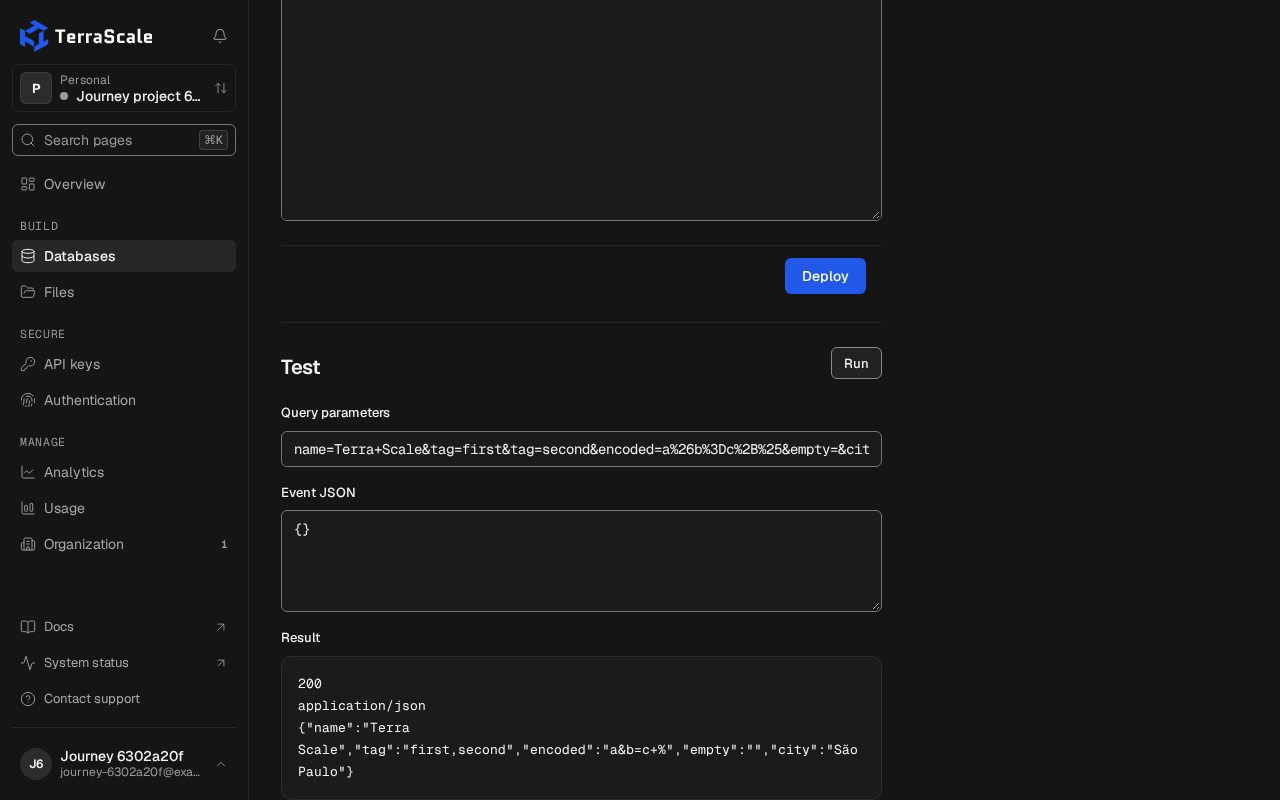 TerraScale
P
Personal
Journey project 6…
Search pages
⌘K
Overview
BUILD
Databases
Files
SECURE
API keys
Authentication
MANAGE
Analytics
Usage
Organization
1
Docs
System status
Contact support
J6
Journey 6302a20f
journey-6302a20f@exa…
Deploy
Test
Run
Query parameters
name=Terra+Scale&tag=first&tag=second&encoded=a%26b%3Dc%2B%25&empty=&cit
Event JSON
{}
Result
200
application/json
{"name":"Terra
Scale","tag":"first,second","encoded":"a&b=c+%","empty":"","city":"São
Paulo"}